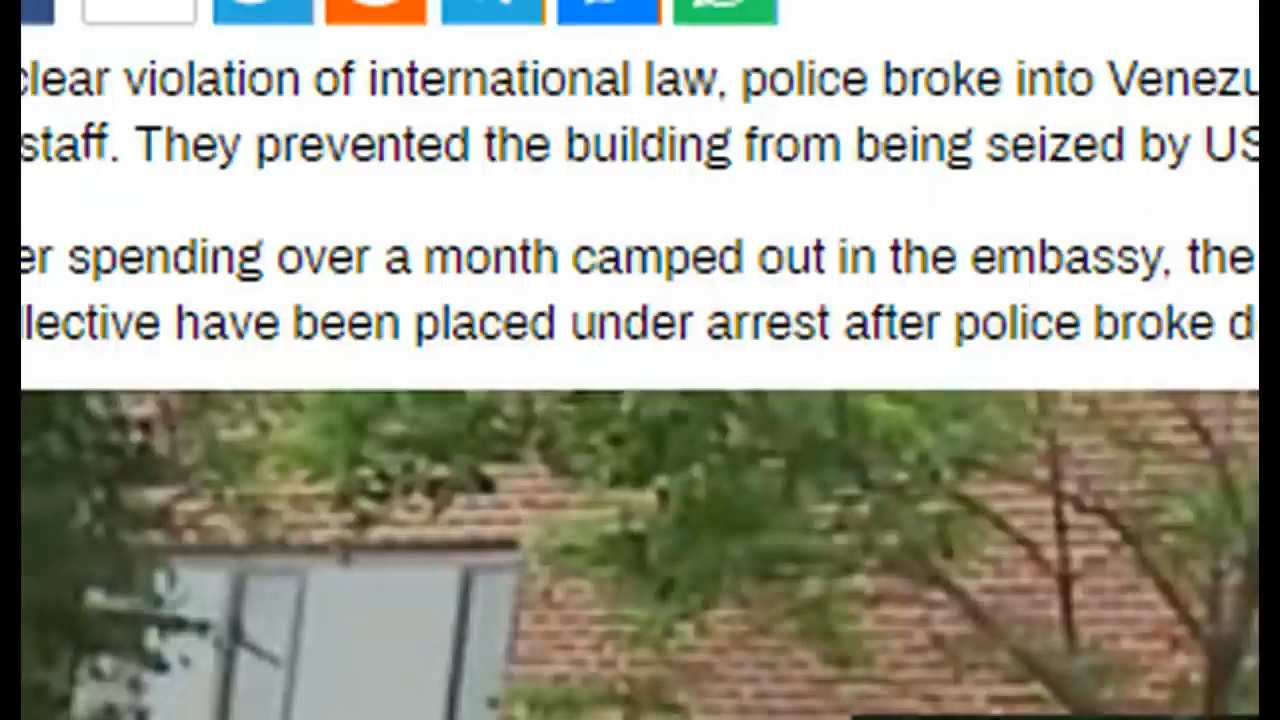 clear violation of international law, police broke into Venezu
staff. They prevented the building from being seized by US
er spending over a month camped out in the embassy, the
llective have been placed under arrest after police broke d